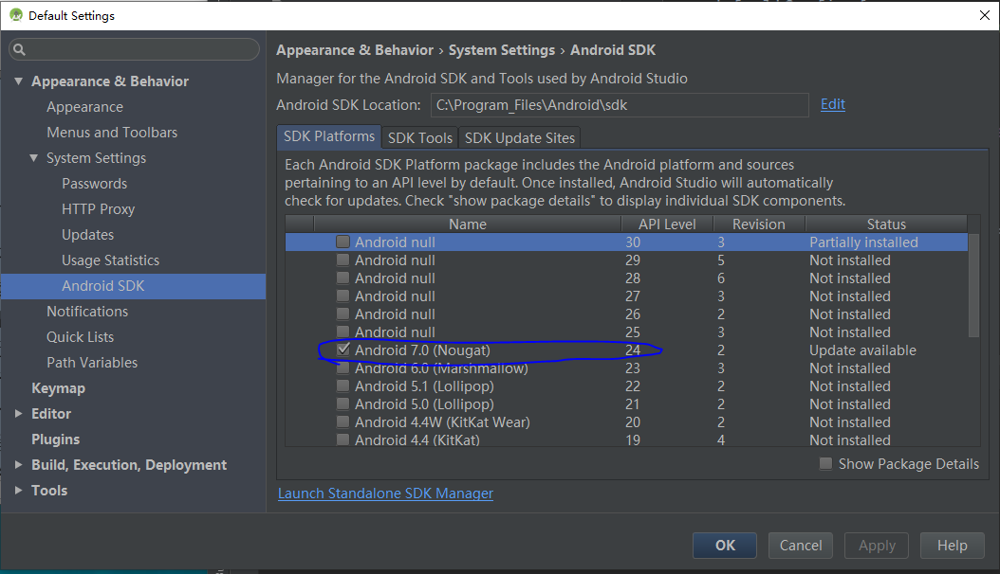 Default Settings
Appearance & Behavior › System Settings › Android SDK
Manager for the Android SDK and Tools used by Android Studio
Android SDK Location: C:\Program_Files\Android\sdk Edit
Appearance & Behavior
Appearance
Menus and Toolbars
System Settings
Passwords
HTTP Proxy
Updates
Usage Statistics
Android SDK
Notifications
Quick Lists
Path Variables
Keymap
Editor
Plugins
Build, Execution, Deployment
Tools
SDK Platforms SDK Tools SDK Update Sites
Each Android SDK Platform package includes the Android platform and sources
pertaining to an API level by default. Once installed, Android Studio will automatically
check for updates. Check "show package details" to display individual SDK components.
Name API Level Revision Status
Android null 30 3 Partially installed
Android null 29 5 Not installed
Android null 28 6 Not installed
Android null 27 3 Not installed
Android null 26 2 Not installed
Android null 25 3 Not installed
Android 7.0 (Nougat) 24 2 Update available
Android 6.0 (Marshmallow) 23 3 Not installed
Android 5.1 (Lollipop) 22 2 Not installed
Android 5.0 (Lollipop) 21 2 Not installed
Android 4.4W (KitKat Wear) 20 2 Not installed
Android 4.4 (KitKat) 19 4 Not installed
Show Package Details
Launch Standalone SDK Manager
OK Cancel Apply Help